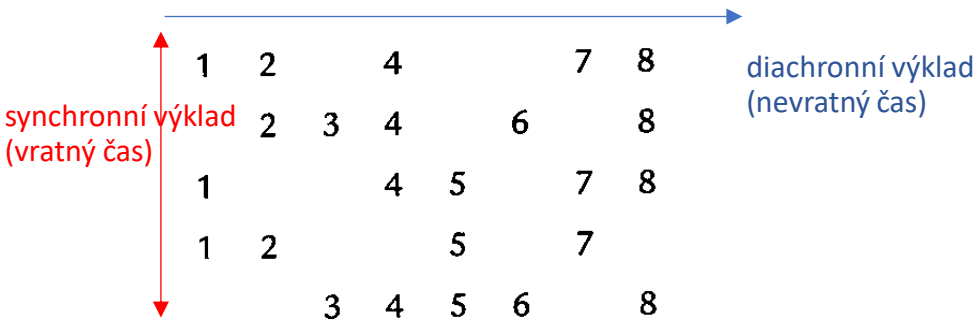 1 2 4 7 8
diachronní výklad
(nevratný čas)
synchronní výklad
(vratný čas)
2 3 4 6 8
1 4 5 7 8
1 2 5 7
3 4 5 6 8